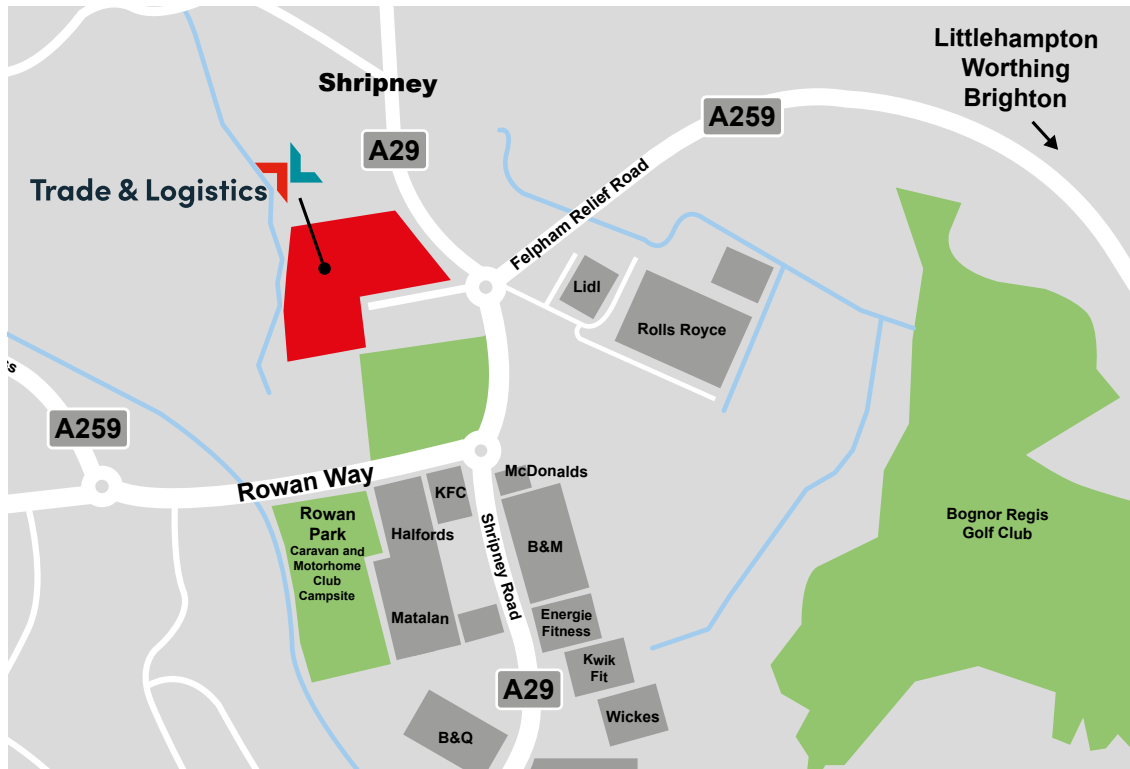 Littlehampton
Worthing
Brighton
Shripney
A259
A29
Trade & Logistics
Felpham Relief Road
Lidl
Rolls Royce
A259
Rowan Way
McDonalds
KFC
Rowan
Park
Caravan and
Motorhome
Club
Campsite
Halfords
Shripney Road
B&M
Bognor Regis
Golf Club
Matalan
Energie
Fitness
Kwik
Fit
A29
Wickes
B&Q